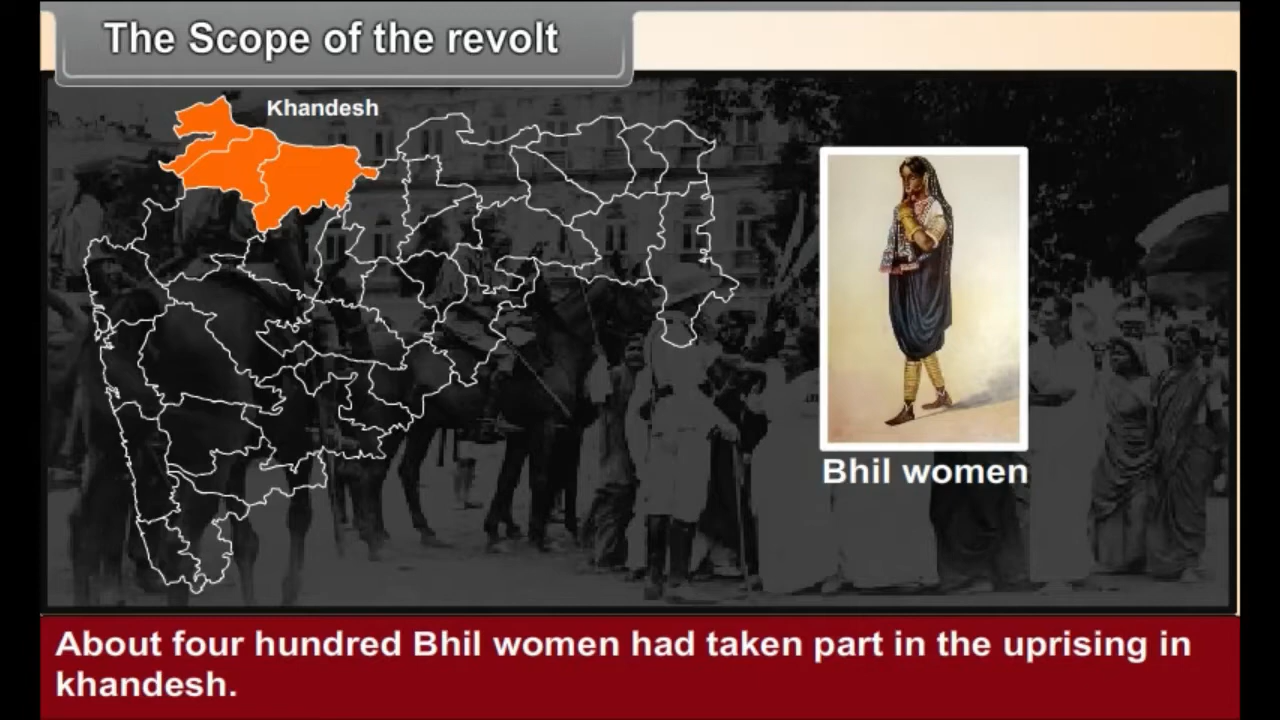 The Scope of the revolt
Khandesh
Bhil women
About four hundred Bhil women had taken part in the uprising in
khandesh.